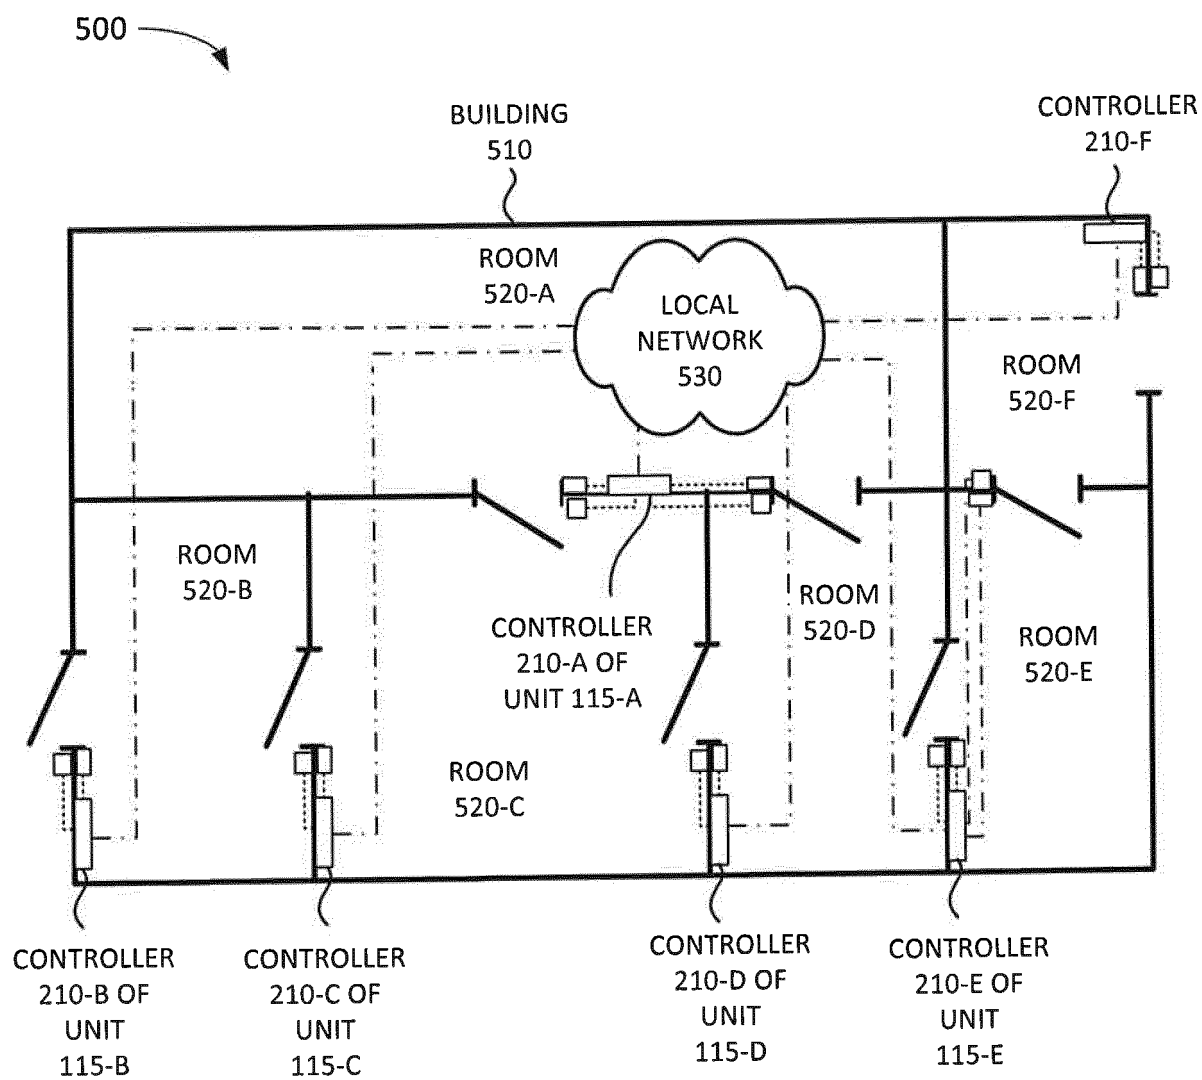 500
BUILDING
510
CONTROLLER
210-F
ROOM
520-A
LOCAL
NETWORK
530
ROOM
520-F
ROOM
520-B
CONTROLLER
210-A OF
UNIT 115-A
ROOM
520-D
ROOM
520-E
ROOM
520-C
CONTROLLER
210-B OF
UNIT
115-B
CONTROLLER
210-C OF
UNIT
115-C
CONTROLLER
210-D OF
UNIT
115-D
CONTROLLER
210-E OF
UNIT
115-E